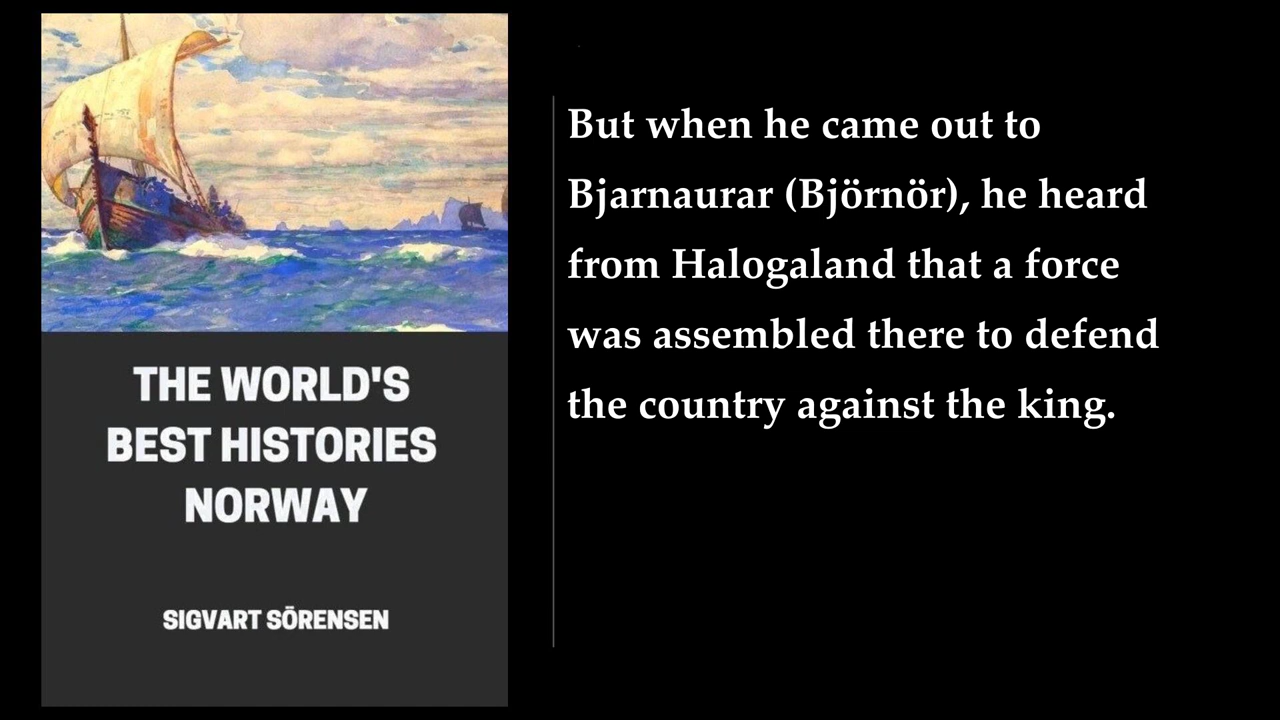 THE WORLD'S
BEST HISTORIES
NORWAY
SIGVART SÖRENSEN
But when he came out to
Bjarnaurar (Björnör), he heard
from Halogaland that a force
was assembled there to defend
the country against the king.